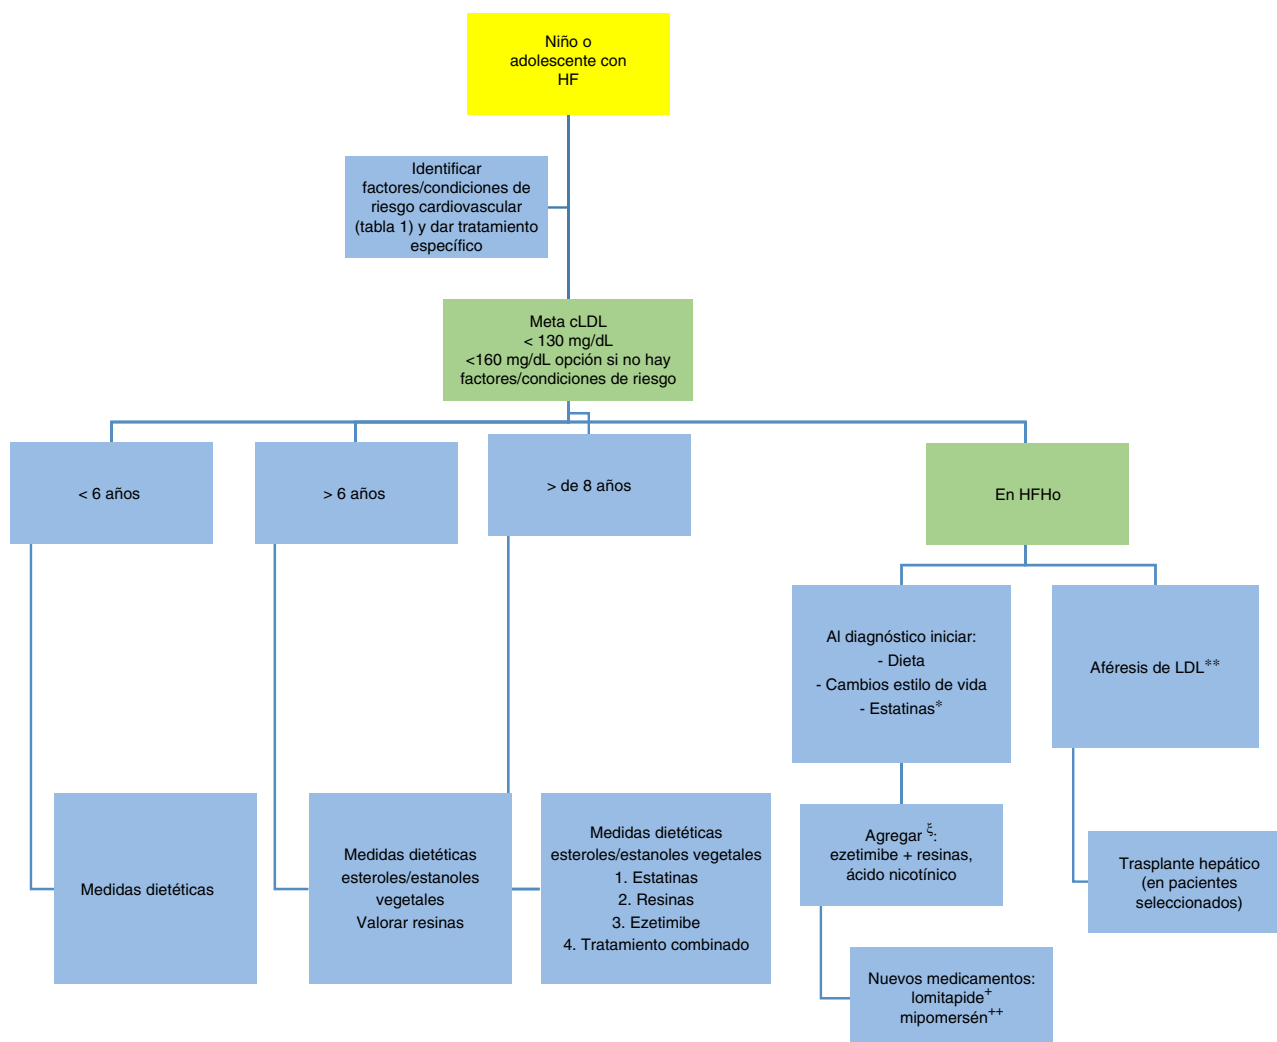 Niño o
adolescente con
HF
Identificar
factores/condiciones de
riesgo cardiovascular
(tabla 1) y dar tratamiento
específico
Meta cLDL
< 130 mg/dL
<160 mg/dL opción si no hay
factores/condiciones de riesgo
< 6 años
> 6 años
> de 8 años
En HFHo
Al diagnóstico iniciar:
- Dieta
- Cambios estilo de vida
- Estatinas*
Aféresis de LDL**
Medidas dietéticas
Medidas dietéticas
esteroles/estanoles
vegetales
Valorar resinas
Medidas dietéticas
esteroles/estanoles vegetales
1. Estatinas
2. Resinas
3. Ezetimibe
4. Tratamiento combinado
Agregar ξ:
ezetimibe + resinas,
ácido nicotínico
Trasplante hepático
(en pacientes
seleccionados)
Nuevos medicamentos:
lomitapide+
mipomersén++